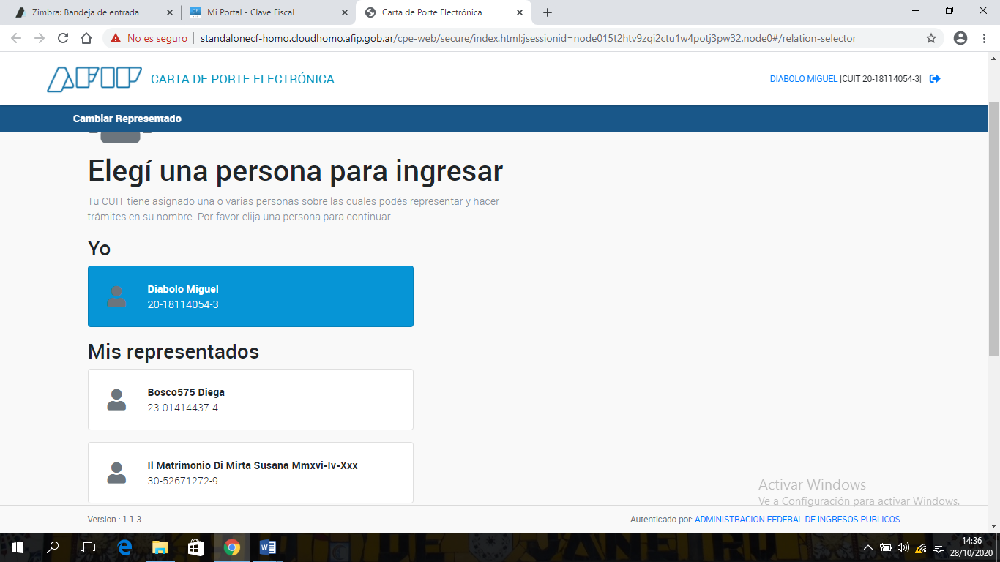 Zimbra: Bandeja de entrada
Mi Portal - Clave Fiscal
Carta de Porte Electrónica
No es seguro
standalonecf-homo.cloudhomo.afip.gob.ar/cpe-web/secure/index.html;jsessionid=node015t2htv9zqi2ctu1w4potj3pw32.node0#/relation-selector
AFIP CARTA DE PORTE ELECTRÓNICA
DIABOLO MIGUEL [CUIT 20-18114054-3]
Cambiar Representado
Elegí una persona para ingresar
Tu CUIT tiene asignado una o varias personas sobre las cuales podés representar y hacer
trámites en su nombre. Por favor elija una persona para continuar.
Yo
Diabolo Miguel
20-18114054-3
Mis representados
Bosco575 Diega
23-01414437-4
Il Matrimonio Di Mirta Susana Mmxvi-Iv-Xxx
30-52671272-9
Activar Windows
Ve a Configuración para activar Windows.
Version : 1.1.3
Autenticado por: ADMINISTRACION FEDERAL DE INGRESOS PUBLICOS
14:36
28/10/2020